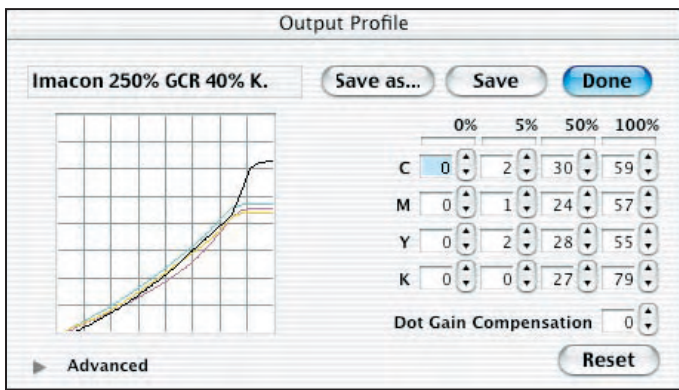 Output Profile
Imacon 250% GCR 40% K.
Save as...
Save
Done
0% 5% 50% 100%
C 0 2 30 59
M 0 1 24 57
Y 0 2 28 55
K 0 0 27 79
Dot Gain Compensation 0
Advanced
Reset